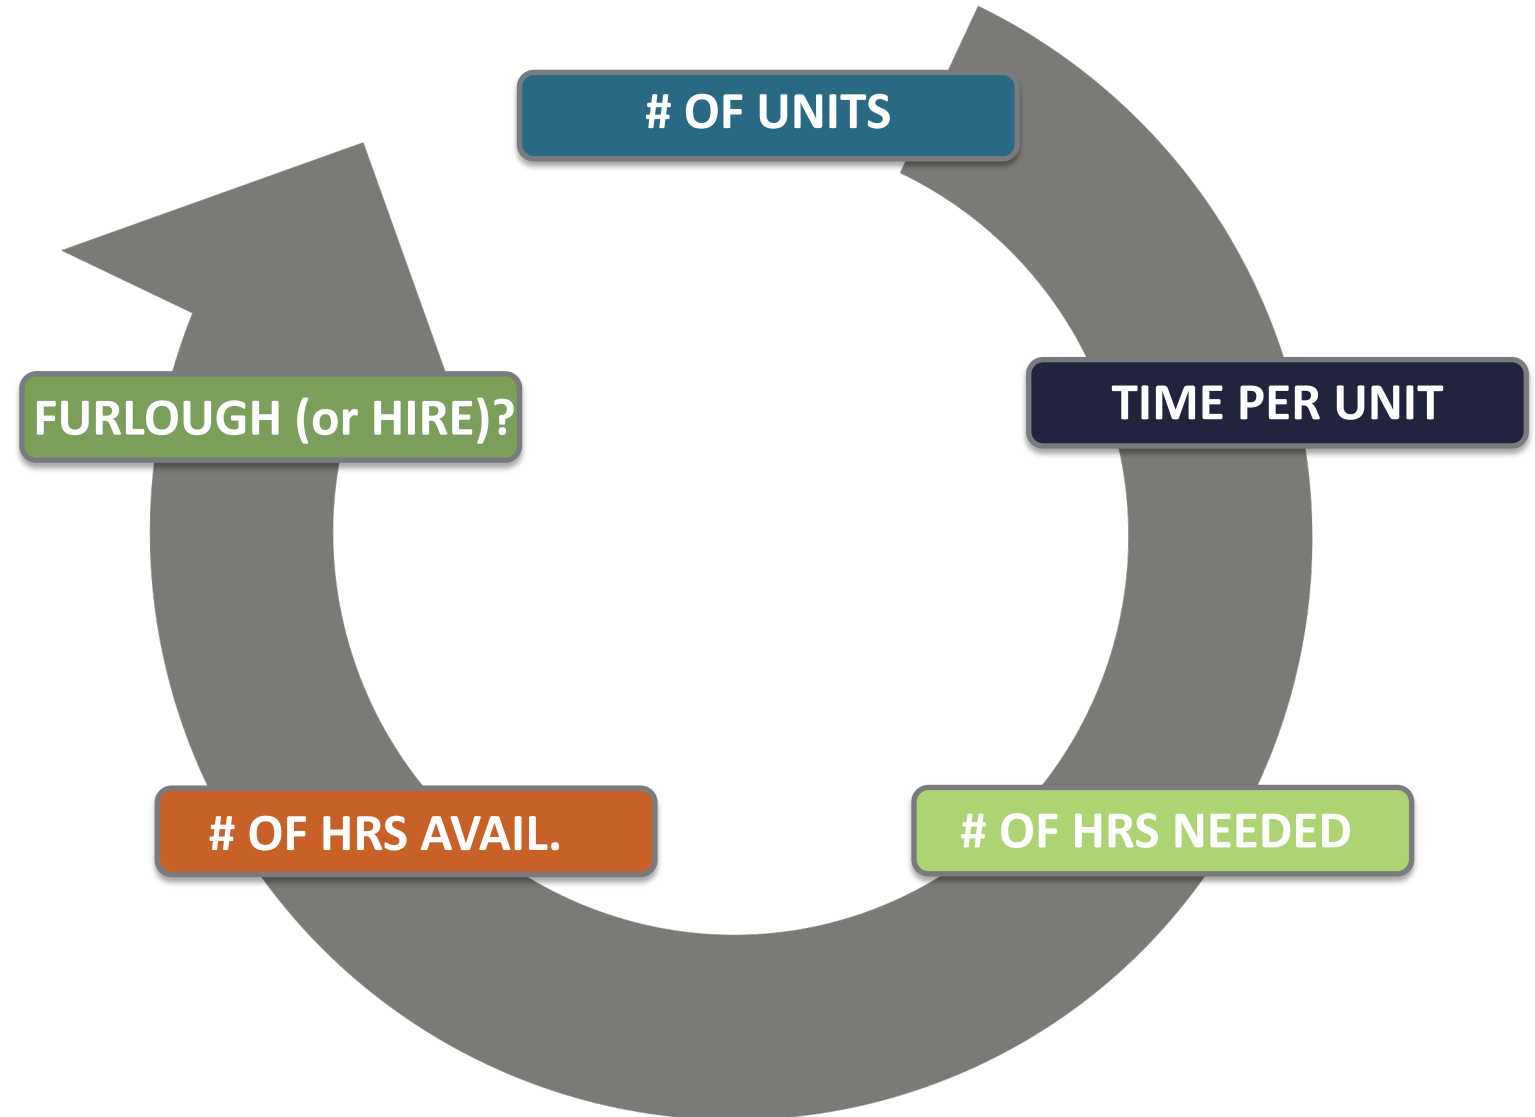 # OF UNITS
TIME PER UNIT
# OF HRS NEEDED
# OF HRS AVAIL.
FURLOUGH (or HIRE)?